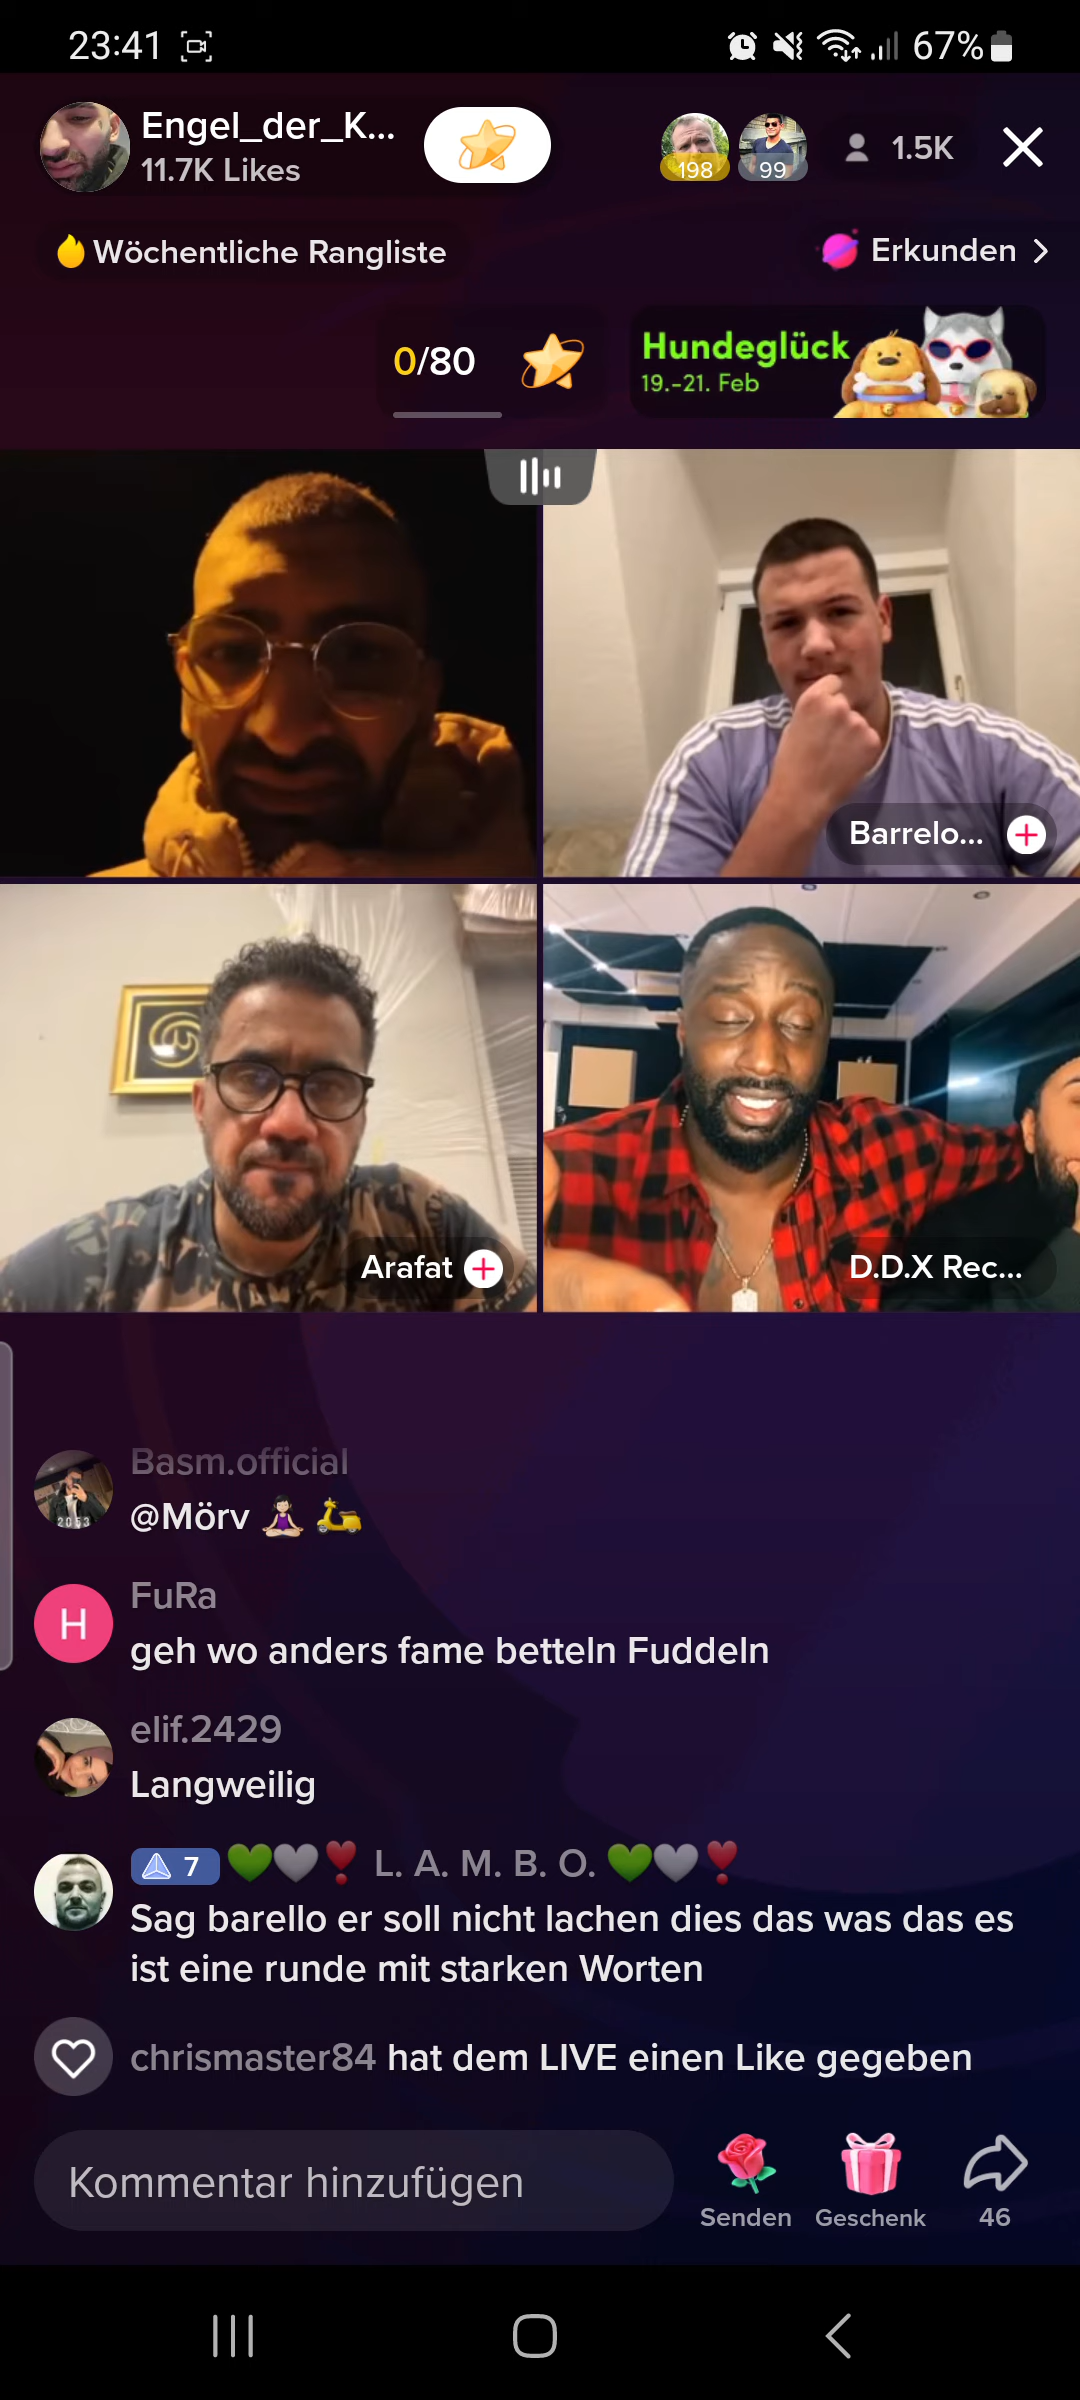 23:41
67%
Engel_der_K...
11.7K Likes
198
99
1.5K
Wöchentliche Rangliste
Erkunden
0/80
Hundeglück
19.-21. Feb
Barrelo...
Arafat
D.D.X Rec...
2053
Basm.official
@Mörv
H
FuRa
geh wo anders fame betteln Fuddeln
elif.2429
Langweilig
7
L. A. M. B. O.
Sag barello er soll nicht lachen dies das was das es
ist eine runde mit starken Worten
chrismaster84 hat dem LIVE einen Like gegeben
Kommentar hinzufügen
Senden
Geschenk
46